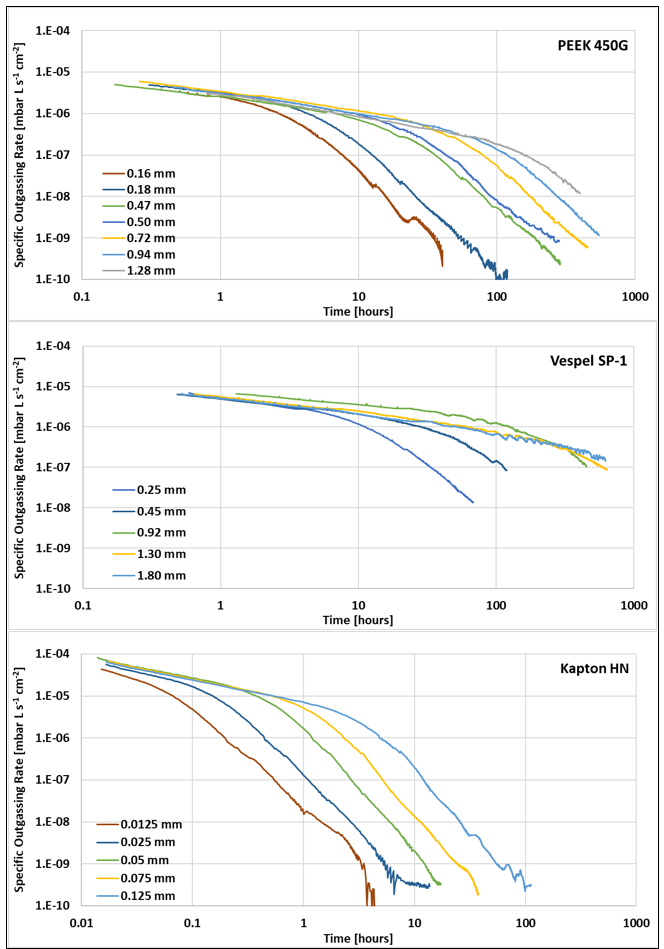 PEEK 450G
Specific Outgassing Rate [mbar L s⁻¹ cm⁻²]
1.E-04
1.E-05
1.E-06
1.E-07
1.E-08
1.E-09
1.E-10
0.16 mm
0.18 mm
0.47 mm
0.50 mm
0.72 mm
0.94 mm
1.28 mm
0.1 1 10 100 1000
Time [hours]
Vespel SP-1
Specific Outgassing Rate [mbar L s⁻¹ cm⁻²]
1.E-04
1.E-05
1.E-06
1.E-07
1.E-08
1.E-09
1.E-10
0.25 mm
0.45 mm
0.92 mm
1.30 mm
1.80 mm
0.1 1 10 100 1000
Time [hours]
Kapton HN
Specific Outgassing Rate [mbar L s⁻¹ cm⁻²]
1.E-04
1.E-05
1.E-06
1.E-07
1.E-08
1.E-09
1.E-10
0.0125 mm
0.025 mm
0.05 mm
0.075 mm
0.125 mm
0.01 0.1 1 10 100 1000
Time [hours]